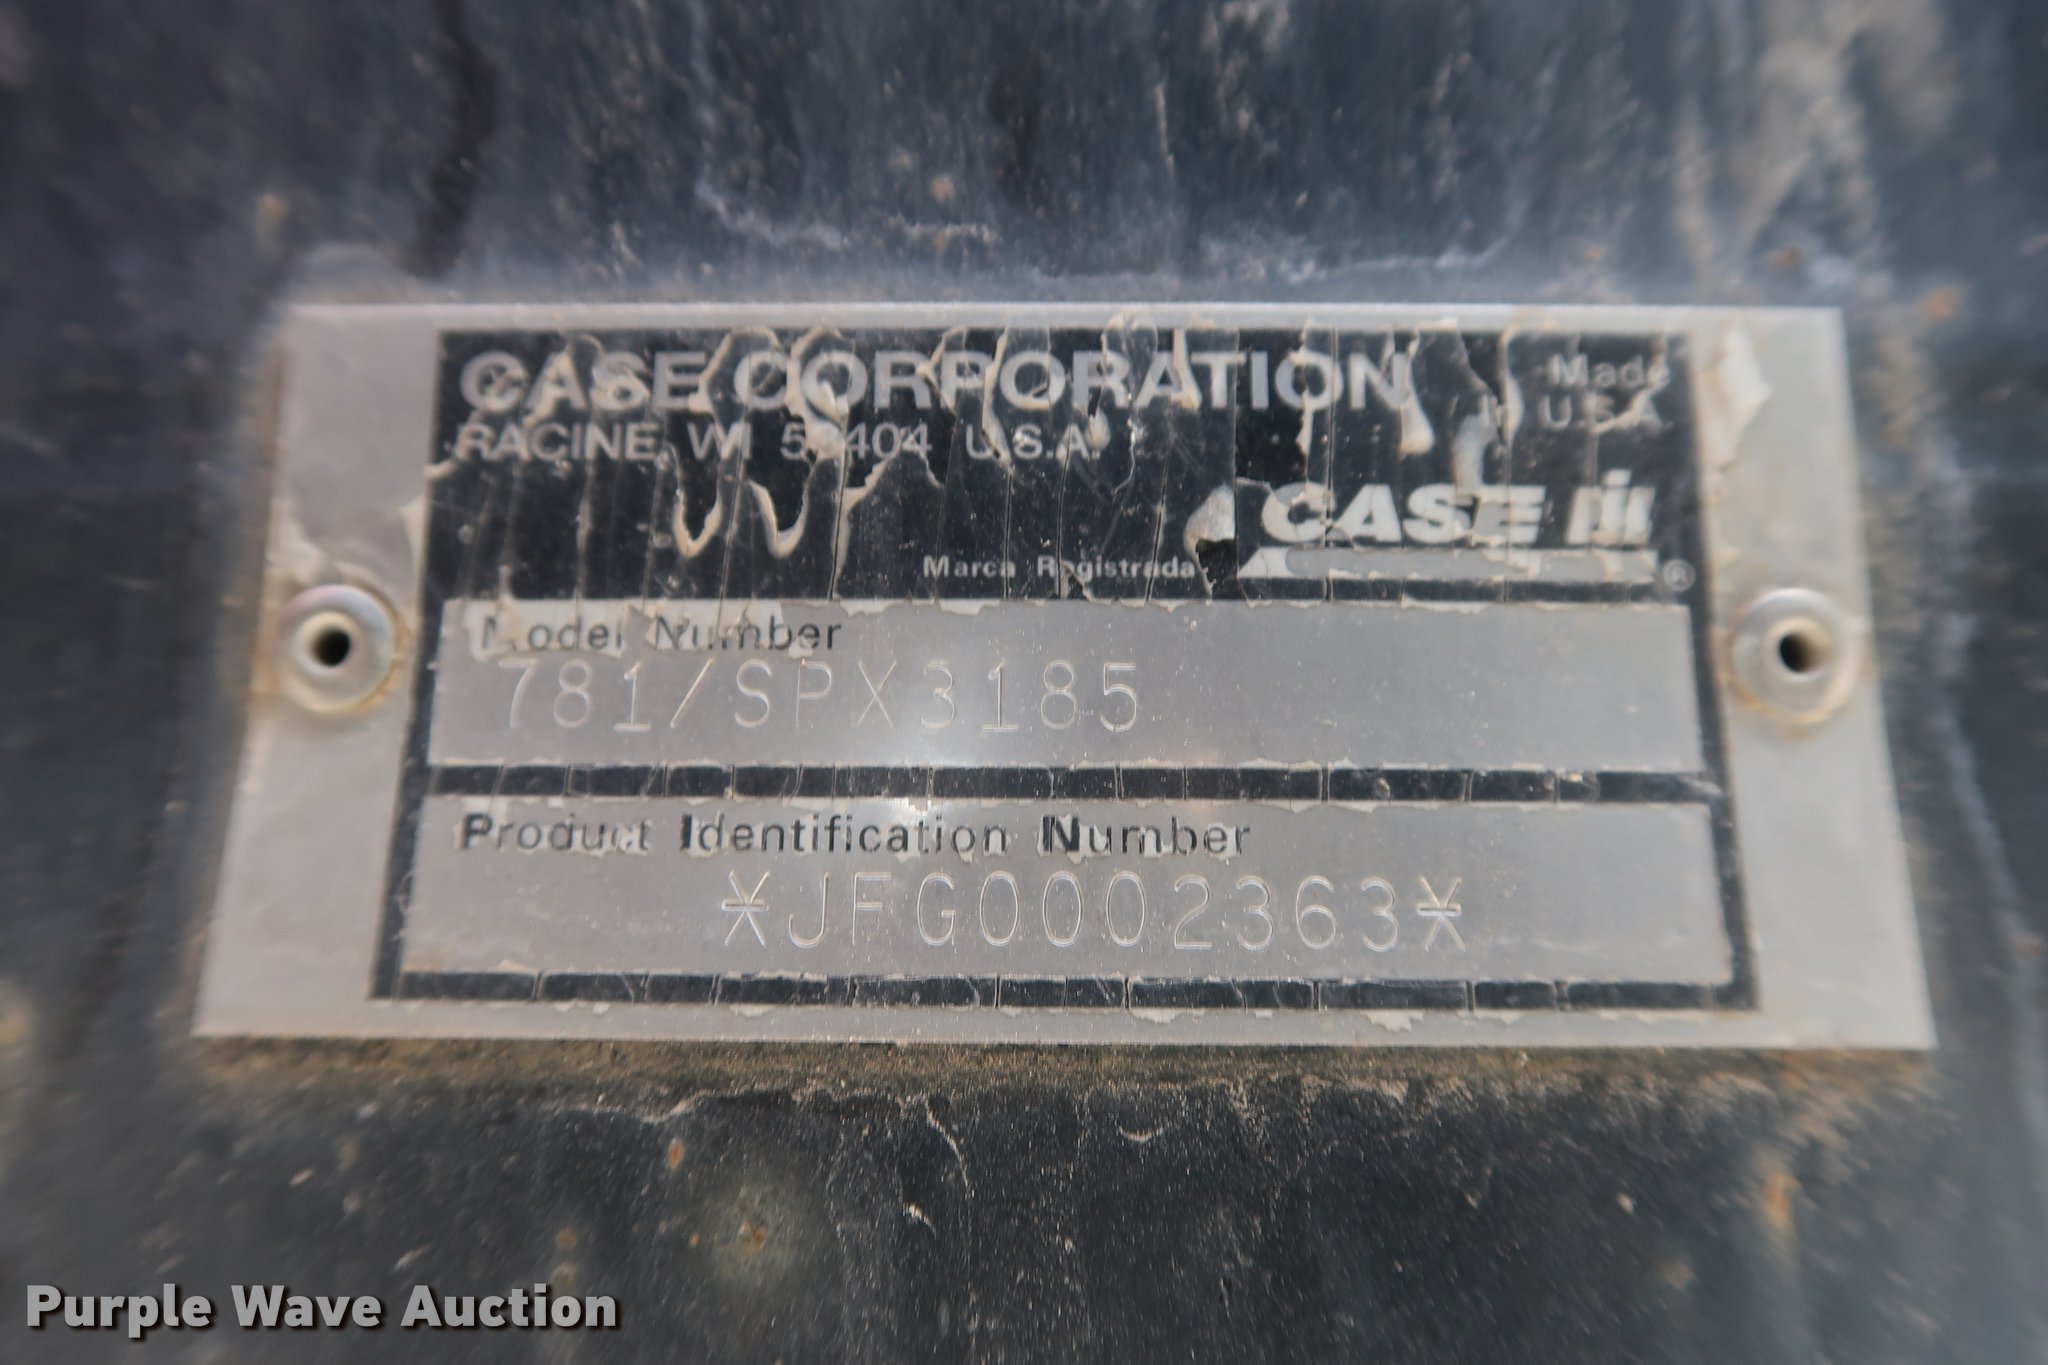 CASE CORPORATION
Made
U.S.A.
RACINE, WI 53404 U.S.A.
CASE IH
Marca Registrada ®
Model Number
781/SPX3185
Product Identification Number
*JFG0002363*
Purple Wave Auction